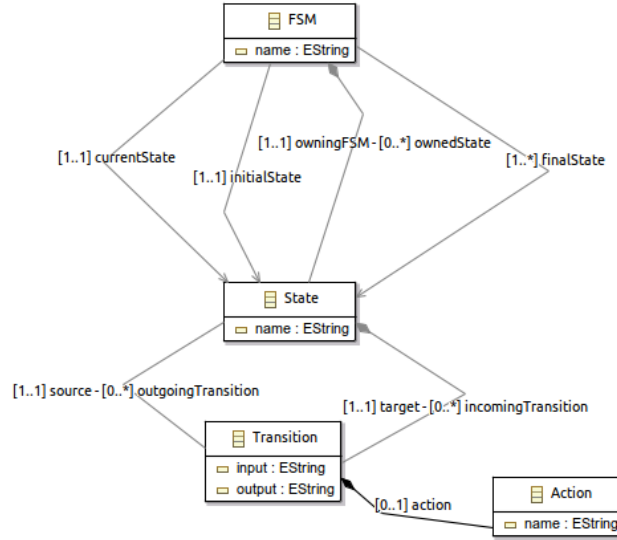 FSM
name : EString
[1..1] currentState
[1..1] initialState
[1..1] owningFSM - [0..*] ownedState
[1..*] finalState
State
name : EString
[1..1] source - [0..*] outgoingTransition
[1..1] target - [0..*] incomingTransition
Transition
input : EString
output : EString
[0..1] action
Action
name : EString